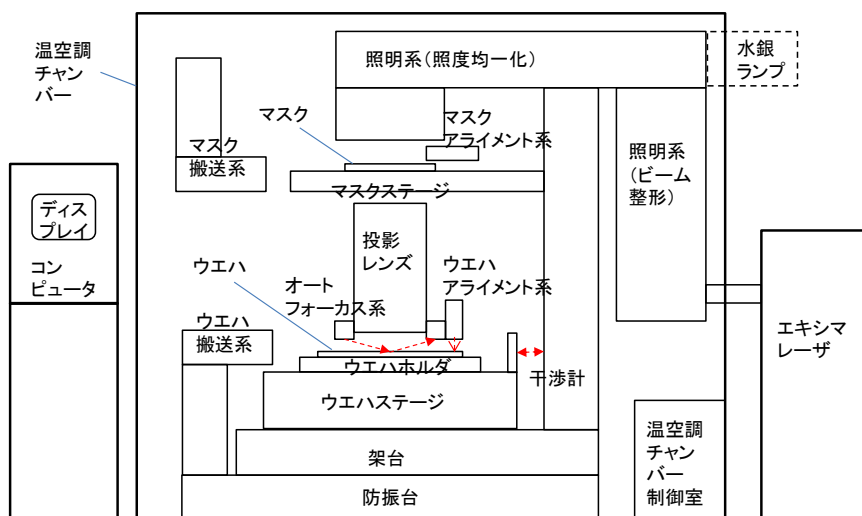 温空調
チャン
バー
照明系(照度均一化)
水銀
ランプ
マスク
マスク
アライメント系
マスク
搬送系
マスクステージ
照明系
(ビーム
整形)
ディス
プレイ
コン
ピュータ
投影
レンズ
ウエハ
オート
フォーカス系
ウエハ
アライメント系
ウエハ
搬送系
ウエハホルダ
干渉計
ウエハステージ
エキシマ
レーザ
架台
防振台
温空調
チャン
バー
制御室